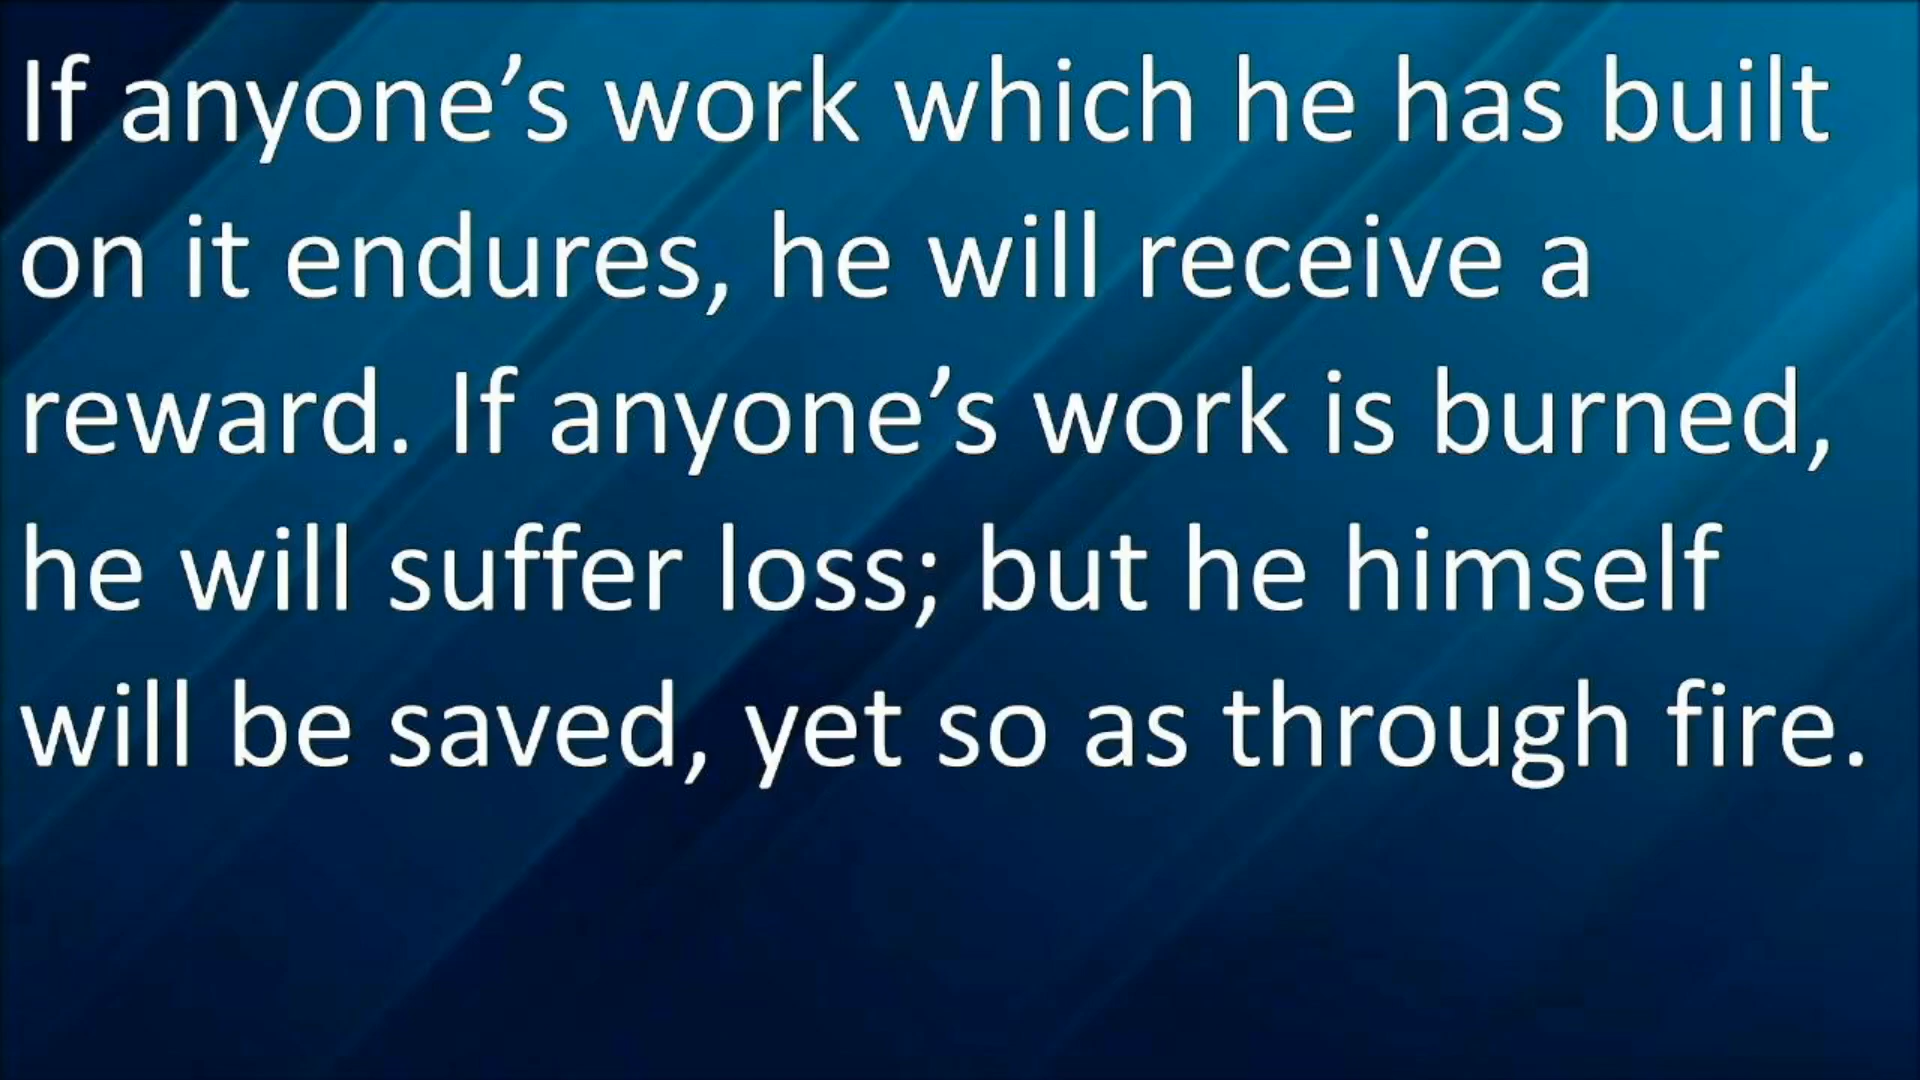 If anyone’s work which he has built
on it endures, he will receive a
reward. If anyone’s work is burned,
he will suffer loss; but he himself
will be saved, yet so as through fire.